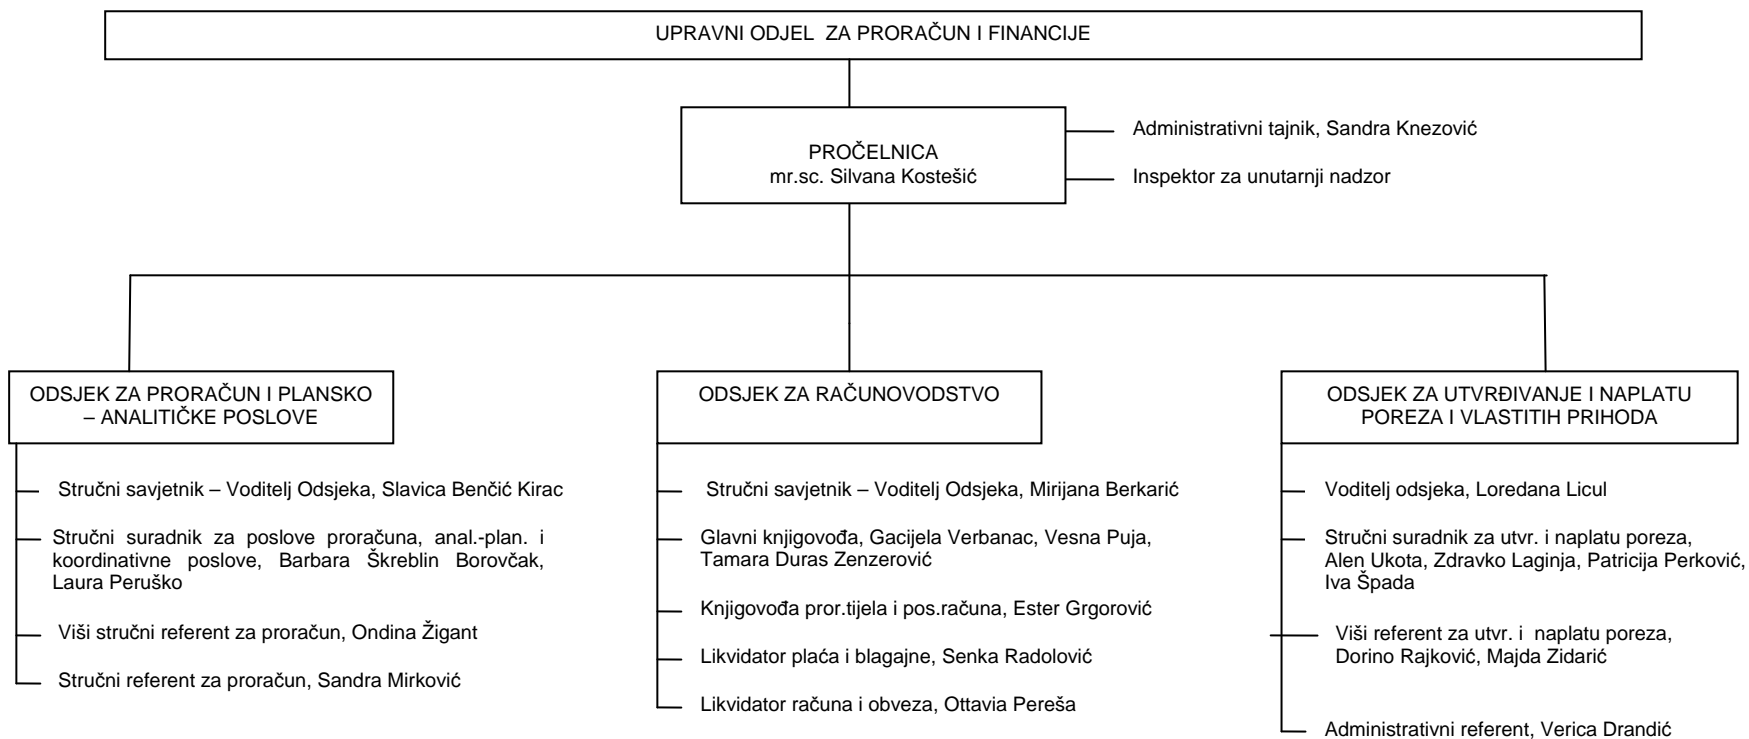 UPRAVNI ODJEL ZA PRORAČUN I FINANCIJE
PROČELNICA
mr.sc. Silvana Kostešić
Administrativni tajnik, Sandra Knezović
Inspektor za unutarnji nadzor
ODSJEK ZA PRORAČUN I PLANSKO
– ANALITIČKE POSLOVE
Stručni savjetnik – Voditelj Odsjeka, Slavica Benčić Kirac
Stručni suradnik za poslove proračuna, anal.-plan. i
koordinativne poslove, Barbara Škreblin Borovčak,
Laura Peruško
Viši stručni referent za proračun, Ondina Žigant
Stručni referent za proračun, Sandra Mirković
ODSJEK ZA RAČUNOVODSTVO
Stručni savjetnik – Voditelj Odsjeka, Mirijana Berkarić
Glavni knjigovođa, Gacijela Verbanac, Vesna Puja,
Tamara Duras Zenzerović
Knjigovođa pror.tijela i pos.računa, Ester Grgorović
Likvidator plaća i blagajne, Senka Radolović
Likvidator računa i obveza, Ottavia Pereša
ODSJEK ZA UTVRĐIVANJE I NAPLATU
POREZA I VLASTITIH PRIHODA
Voditelj odsjeka, Loredana Licul
Stručni suradnik za utvr. i naplatu poreza,
Alen Ukota, Zdravko Laginja, Patricija Perković,
Iva Špada
Viši referent za utvr. i naplatu poreza,
Dorino Rajković, Majda Zidarić
Administrativni referent, Verica Drandić